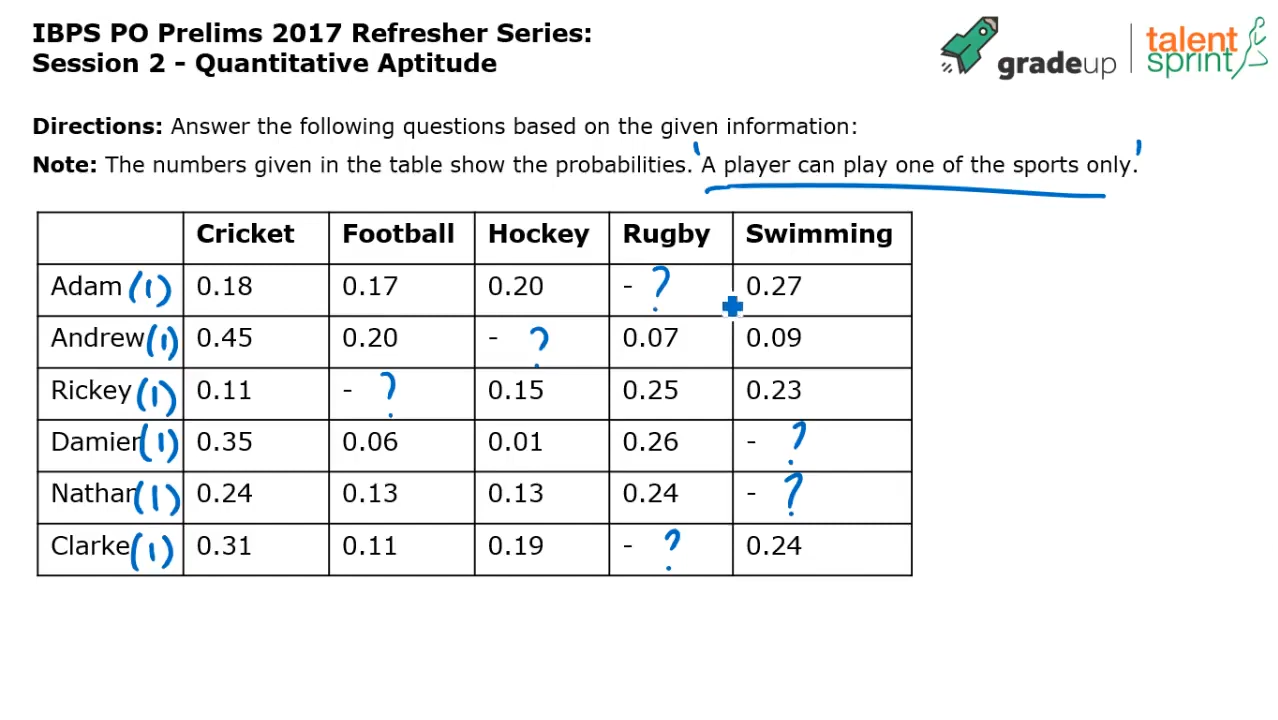 IBPS PO Prelims 2017 Refresher Series:
Session 2 - Quantitative Aptitude
gradeup
talent
sprint
Directions: Answer the following questions based on the given information:
Note: The numbers given in the table show the probabilities. 'A player can play one of the sports only.'
Cricket Football Hockey Rugby Swimming
Adam (1) 0.18 0.17 0.20 - ? 0.27
Andrew (1) 0.45 0.20 - ? 0.07 0.09
Rickey (1) 0.11 - ? 0.15 0.25 0.23
Damien (1) 0.35 0.06 0.01 0.26 - ?
Nathan (1) 0.24 0.13 0.13 0.24 - ?
Clarke (1) 0.31 0.11 0.19 - ? 0.24